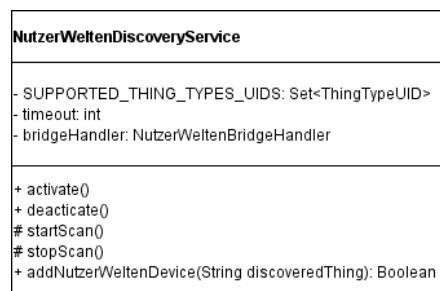 NutzerWeltenDiscoveryService
- SUPPORTED_THING_TYPES_UIDS: Set<ThingTypeUID>
- timeout: int
- bridgeHandler: NutzerWeltenBridgeHandler
+ activate()
+ deacticate()
# startScan()
# stopScan()
+ addNutzerWeltenDevice(String discoveredThing): Boolean